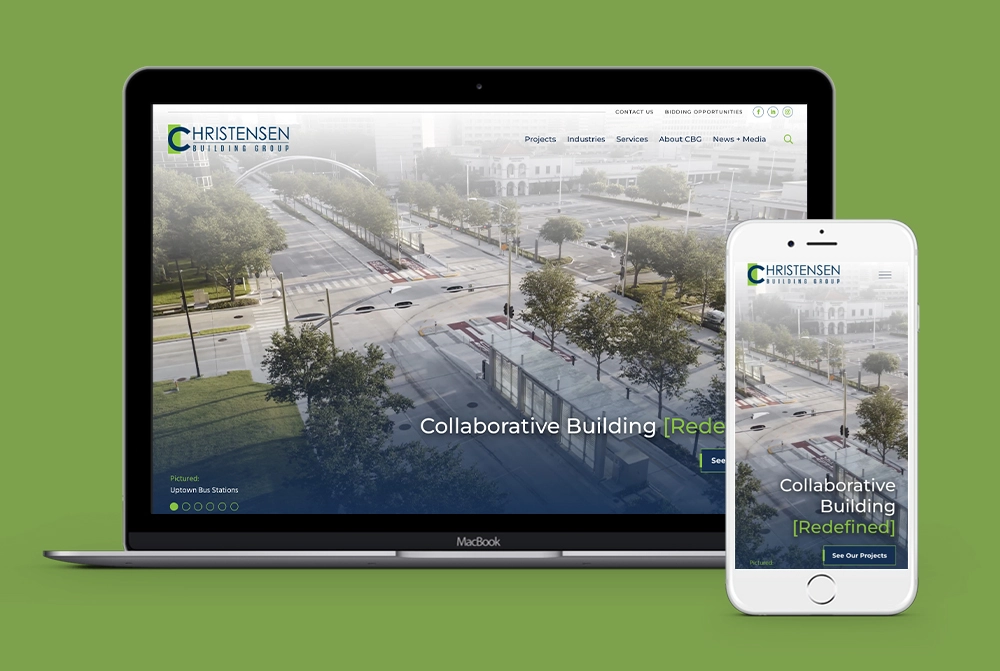 CONTACT US BIDDING OPPORTUNITIES
CHRISTENSEN
BUILDING GROUP
Projects Industries Services About CBG News + Media
Collaborative Building [Rede
See
Pictured:
Uptown Bus Stations
MacBook
CHRISTENSEN
BUILDING GROUP
Collaborative
Building
[Redefined]
See Our Projects
Pictured: